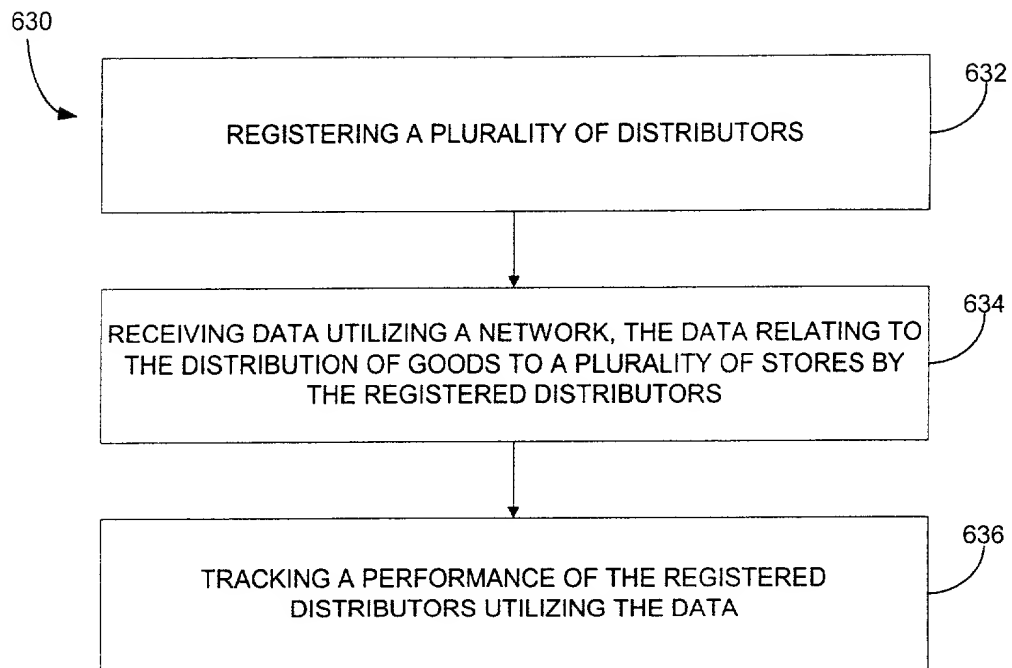 630
632
REGISTERING A PLURALITY OF DISTRIBUTORS
634
RECEIVING DATA UTILIZING A NETWORK, THE DATA RELATING TO
THE DISTRIBUTION OF GOODS TO A PLURALITY OF STORES BY
THE REGISTERED DISTRIBUTORS
636
TRACKING A PERFORMANCE OF THE REGISTERED
DISTRIBUTORS UTILIZING THE DATA